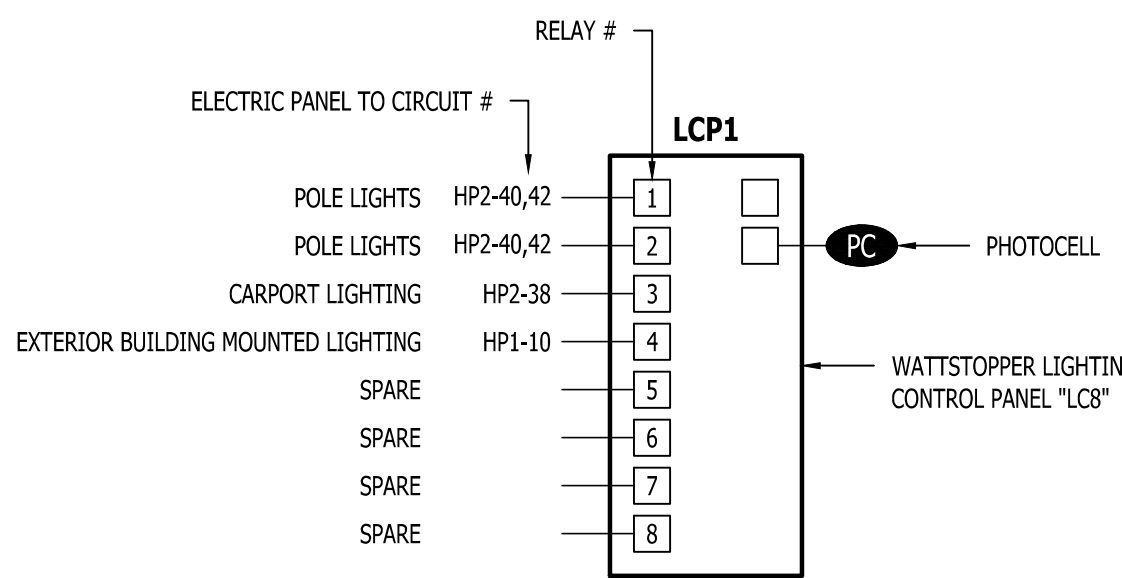 RELAY #
ELECTRIC PANEL TO CIRCUIT #
LCP1
POLE LIGHTS HP2-40,42 1
POLE LIGHTS HP2-40,42 2 PC PHOTOCELL
CARPORT LIGHTING HP2-38 3
EXTERIOR BUILDING MOUNTED LIGHTING HP1-10 4
WATTSTOPPER LIGHTIN
CONTROL PANEL "LC8"
SPARE 5
SPARE 6
SPARE 7
SPARE 8